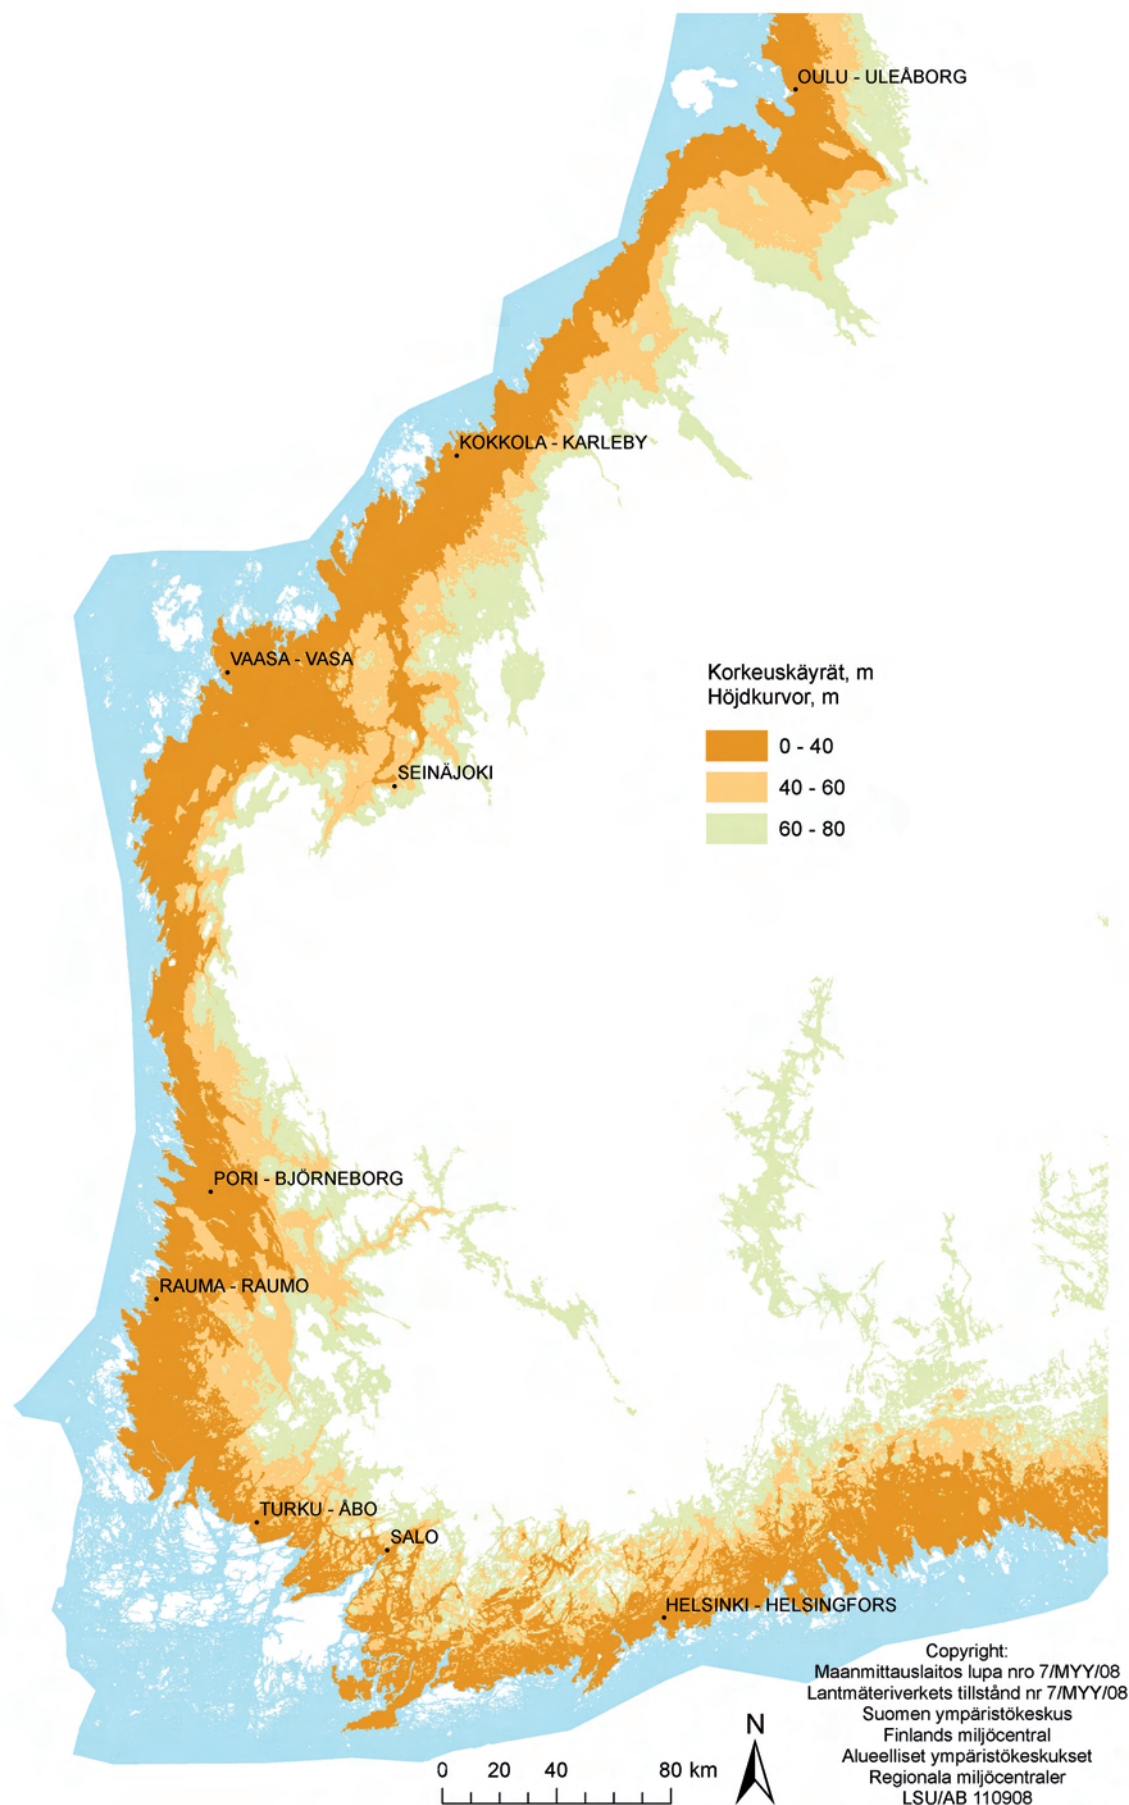 OULU - ULEÅBORG
KOKKOLA - KARLEBY
VAASA - VASA
Korkeuskäyrät, m
Höjdkurvor, m
0 - 40
40 - 60
60 - 80
SEINÄJOKI
PORI - BJÖRNEBORG
RAUMA - RAUMO
TURKU - ÅBO
SALO
HELSINKI - HELSINGFORS
Copyright:
Maanmittauslaitos lupa nro 7/MYY/08
Lantmäteriverkets tillstånd nr 7/MYY/08
Suomen ympäristökeskus
Finlands miljöcentral
Alueelliset ympäristökeskukset
Regionala miljöcentraler
LSU/AB 110908
N
0 20 40 80 km